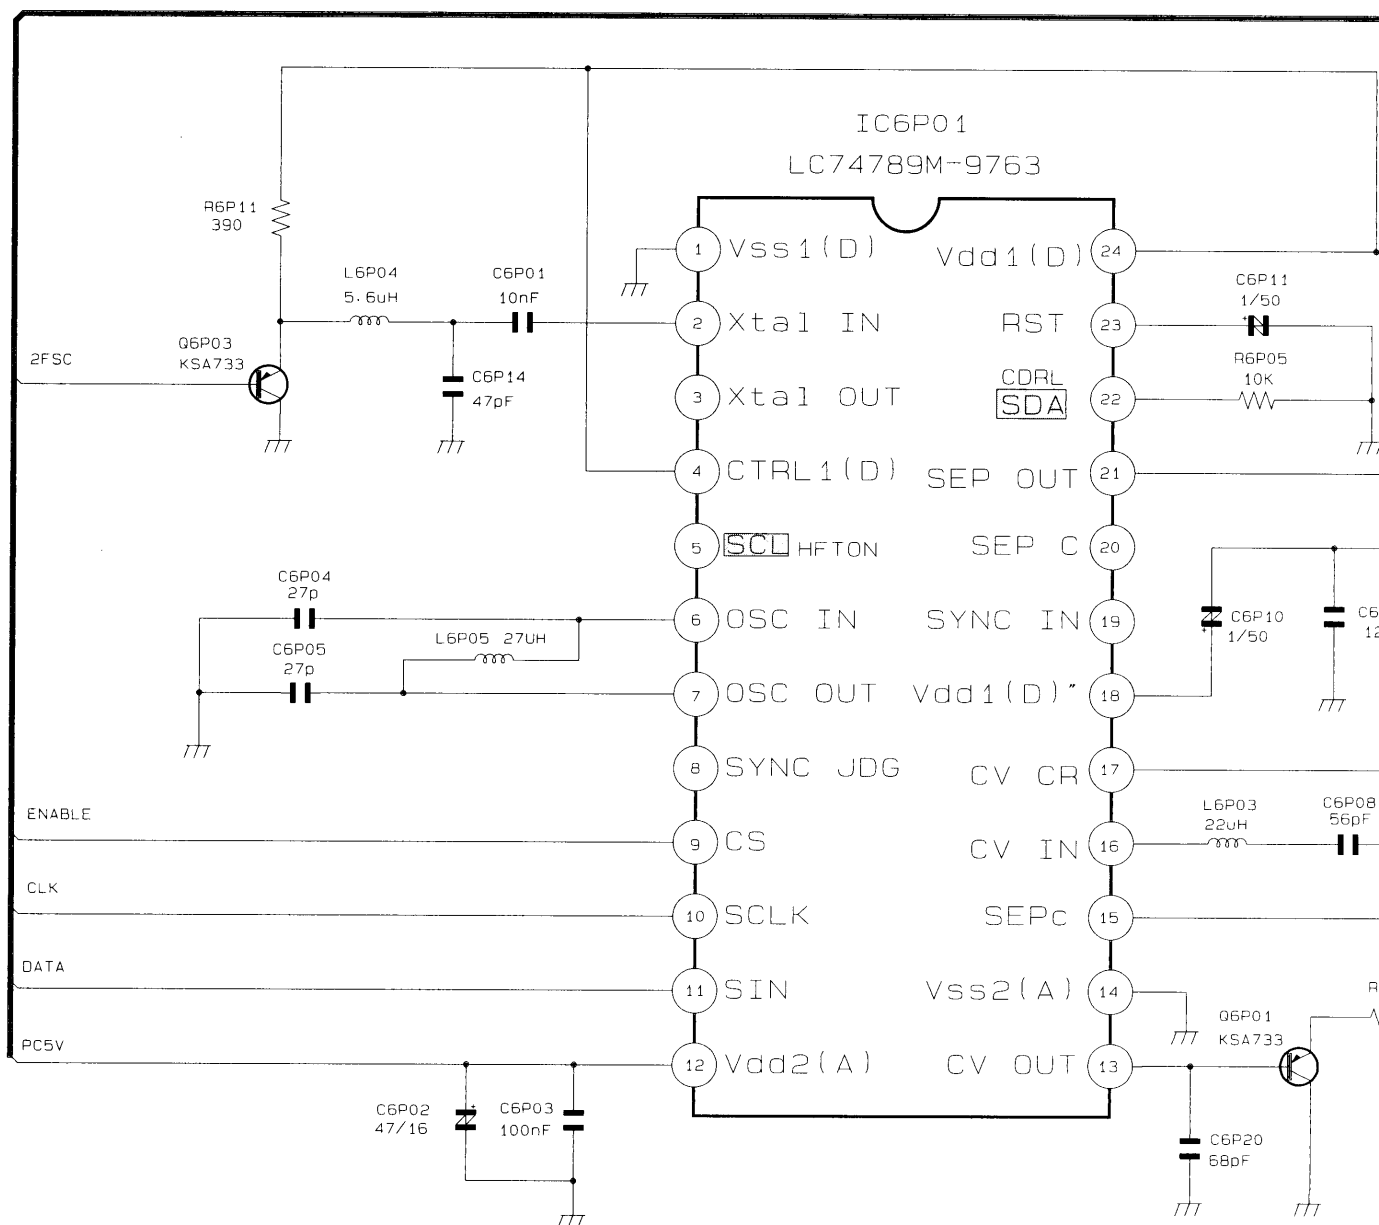 IC6P01
LC74789M-9763
R6P11
390
L6P04
5.6uH
C6P01
10nF
2FSC
Q6P03
KSA733
C6P14
47pF
1 Vss1(D)
2 Xtal IN
3 Xtal OUT
4 CTRL1(D)
5 SCL HFTON
6 OSC IN
7 OSC OUT
8 SYNC JDG
9 CS
10 SCLK
11 SIN
12 Vdd2(A)
Vdd1(D) 24
RST 23
CDRL
SDA 22
SEP OUT 21
SEP C 20
SYNC IN 19
Vdd1(D)" 18
CV CR 17
CV IN 16
SEPc 15
Vss2(A) 14
CV OUT 13
C6P11
+
1/50
R6P05
10K
C6P04
27p
L6P05 27UH
C6P05
27p
C6P10
+
1/50
C6
12
L6P03
22uH
C6P08
56pF
ENABLE
CLK
DATA
PC5V
C6P02
47/16
+
C6P03
100nF
Q6P01
KSA733
R
C6P20
68pF